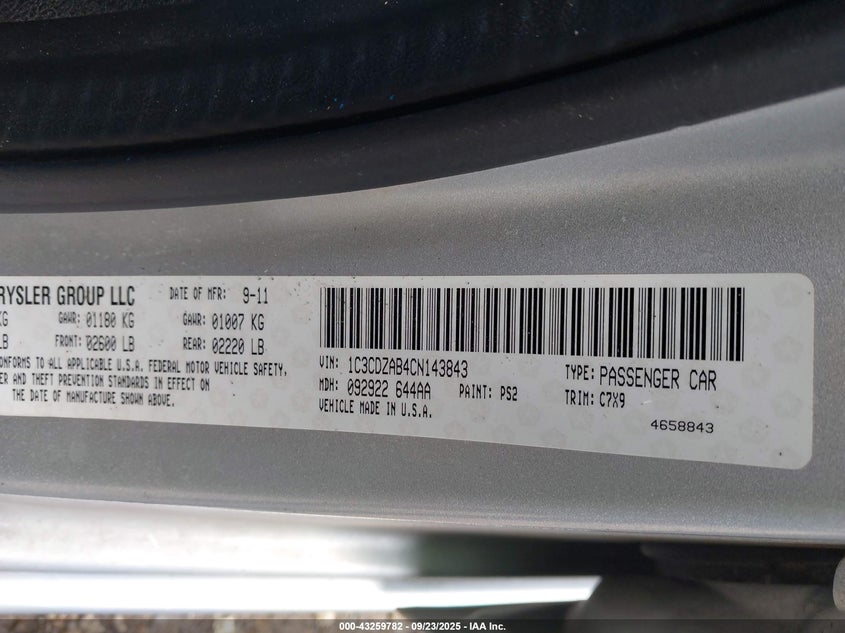 RYSLER GROUP LLC DATE OF MFR: 9-11
KG GAWR: 01180 KG GAWR: 01007 KG
LB FRONT: 02600 LB REAR: 02220 LB
ONFORMS TO ALL APPLICABLE U.S.A. FEDERAL MOTOR VEHICLE SAFETY,
ER AND THEFT PREVENTION STANDARDS IN EFFECT ON
THE DATE OF MANUFACTURE SHOWN ABOVE.
VIN: 1C3CDZAB4CN143843 TYPE: PASSENGER CAR
MDH: 092922 644AA PAINT: PS2 TRIM: C7X9
VEHICLE MADE IN U.S.A.
4658843
000-43259782 - 09/23/2025 - IAA Inc.